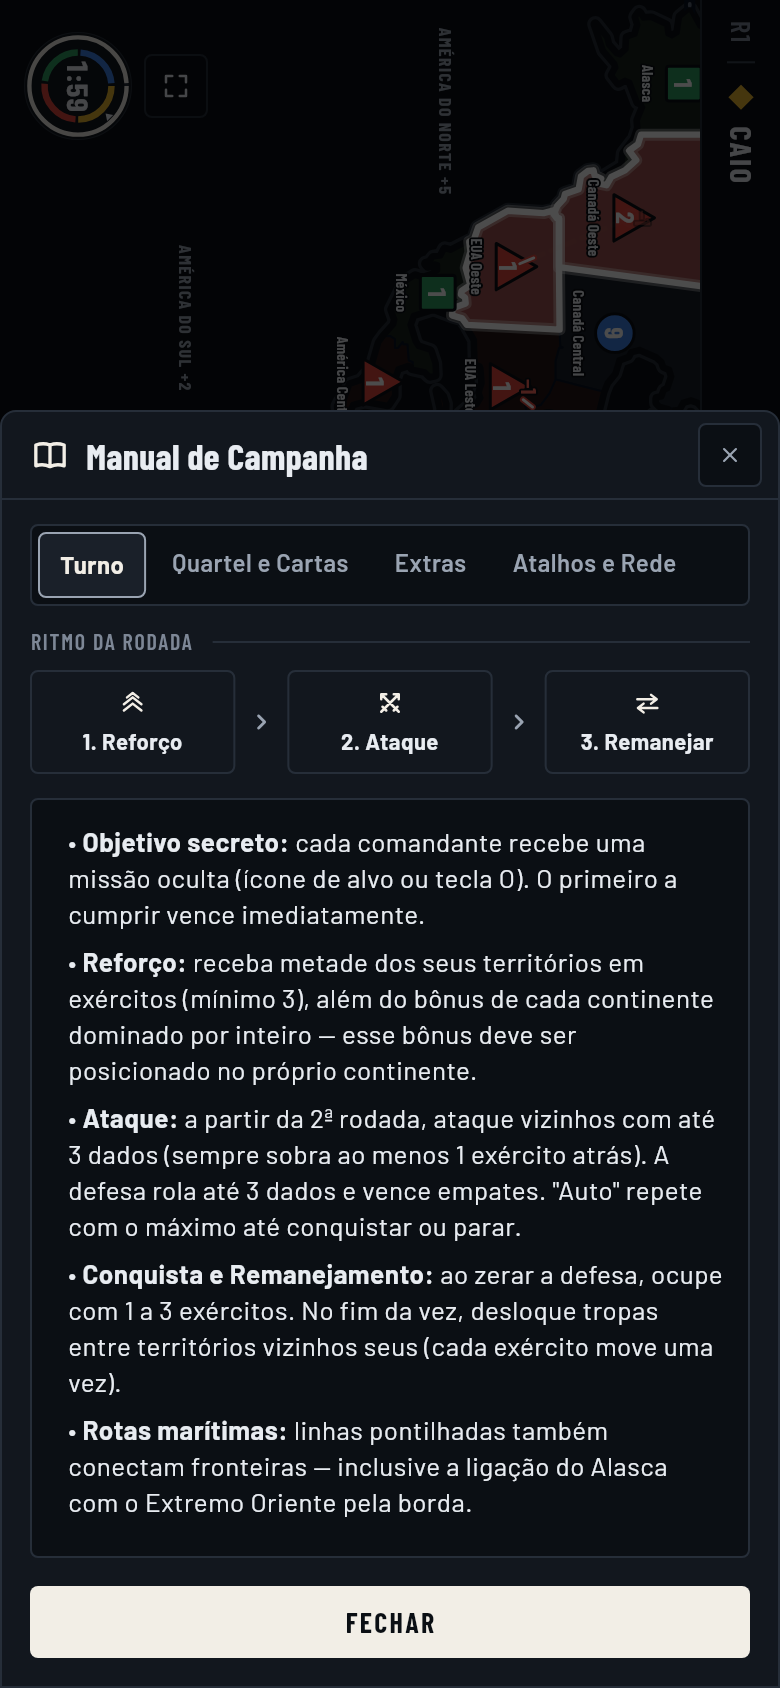 R1
CAIO
1:59
AMÉRICA DO NORTE +5
AMÉRICA DO SUL +2
Alasca
1
Canadá Oeste
2
EUA Oeste
1
México
1
Canadá Central
9
América Cent
1
EUA Leste
1
-1
Manual de Campanha
Turno
Quartel e Cartas
Extras
Atalhos e Rede
RITMO DA RODADA
1. Reforço
2. Ataque
3. Remanejar
• Objetivo secreto: cada comandante recebe uma
missão oculta (ícone de alvo ou tecla O). O primeiro a
cumprir vence imediatamente.
• Reforço: receba metade dos seus territórios em
exércitos (mínimo 3), além do bônus de cada continente
dominado por inteiro — esse bônus deve ser
posicionado no próprio continente.
• Ataque: a partir da 2ª rodada, ataque vizinhos com até
3 dados (sempre sobra ao menos 1 exército atrás). A
defesa rola até 3 dados e vence empates. "Auto" repete
com o máximo até conquistar ou parar.
• Conquista e Remanejamento: ao zerar a defesa, ocupe
com 1 a 3 exércitos. No fim da vez, desloque tropas
entre territórios vizinhos seus (cada exército move uma
vez).
• Rotas marítimas: linhas pontilhadas também
conectam fronteiras — inclusive a ligação do Alasca
com o Extremo Oriente pela borda.
FECHAR